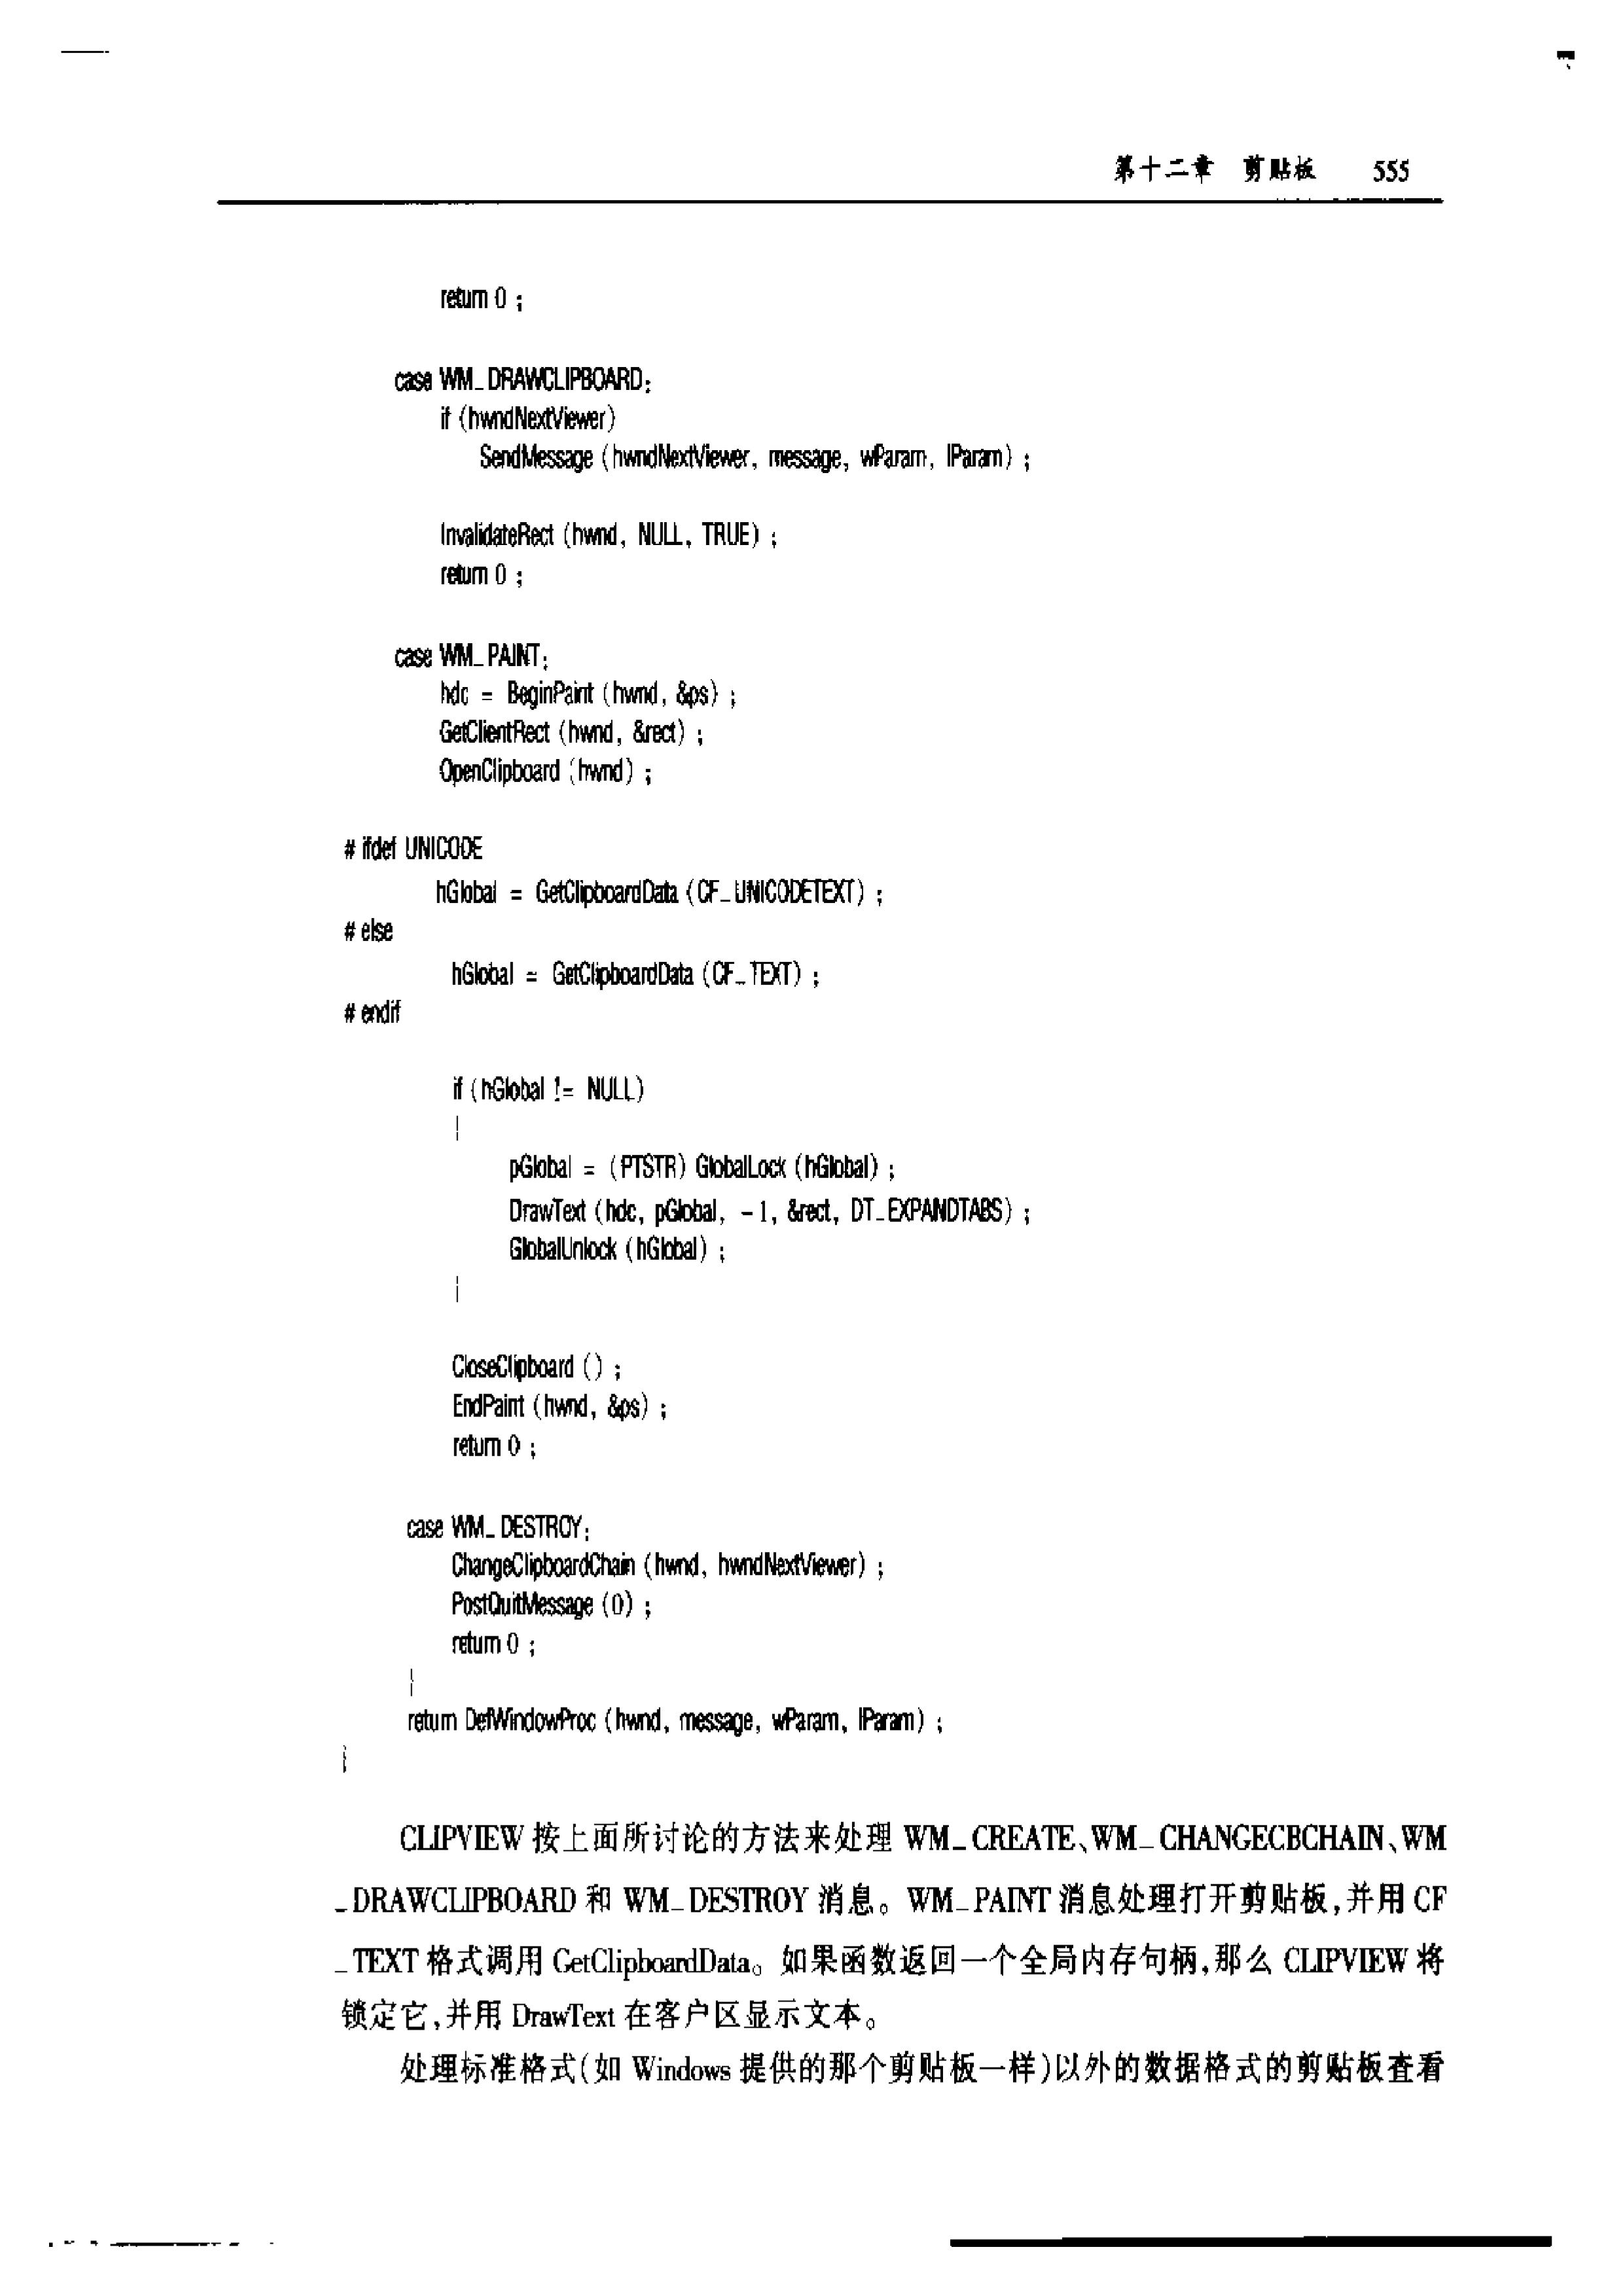 第十二章 剪贴板 555
return 0 ;
case WM_DRAWCLIPBOARD:
if (hwndNextViewer)
SendMessage (hwndNextViewer, message, wParam, lParam) ;
InvalidateRect (hwnd, NULL, TRUE) ;
return 0 ;
case WM_PAINT:
hdc = BeginPaint (hwnd, &ps) ;
GetClientRect (hwnd, &rect) ;
OpenClipboard (hwnd) ;
# ifdef UNICODE
hGlobal = GetClipboardData (CF_UNICODETEXT) ;
# else
hGlobal = GetClipboardData (CF_TEXT) ;
# endif
if (hGlobal != NULL)
{
pGlobal = (PTSTR) GlobalLock (hGlobal) ;
DrawText (hdc, pGlobal, -1, &rect, DT_EXPANDTABS) ;
GlobalUnlock (hGlobal) ;
}
CloseClipboard () ;
EndPaint (hwnd, &ps) ;
return 0 ;
case WM_DESTROY:
ChangeClipboardChain (hwnd, hwndNextViewer) ;
PostQuitMessage (0) ;
return 0 ;
}
return DefWindowProc (hwnd, message, wParam, lParam) ;
}
CLIPVIEW 按上面所讨论的方法来处理 WM_CREATE、WM_CHANGECBCHAIN、WM
_DRAWCLIPBOARD 和 WM_DESTROY 消息。WM_PAINT 消息处理打开剪贴板,并用 CF
_TEXT 格式调用 GetClipboardData。如果函数返回一个全局内存句柄,那么 CLIPVIEW 将
锁定它,并用 DrawText 在客户区显示文本。
处理标准格式(如 Windows 提供的那个剪贴板一样)以外的数据格式的剪贴板查看